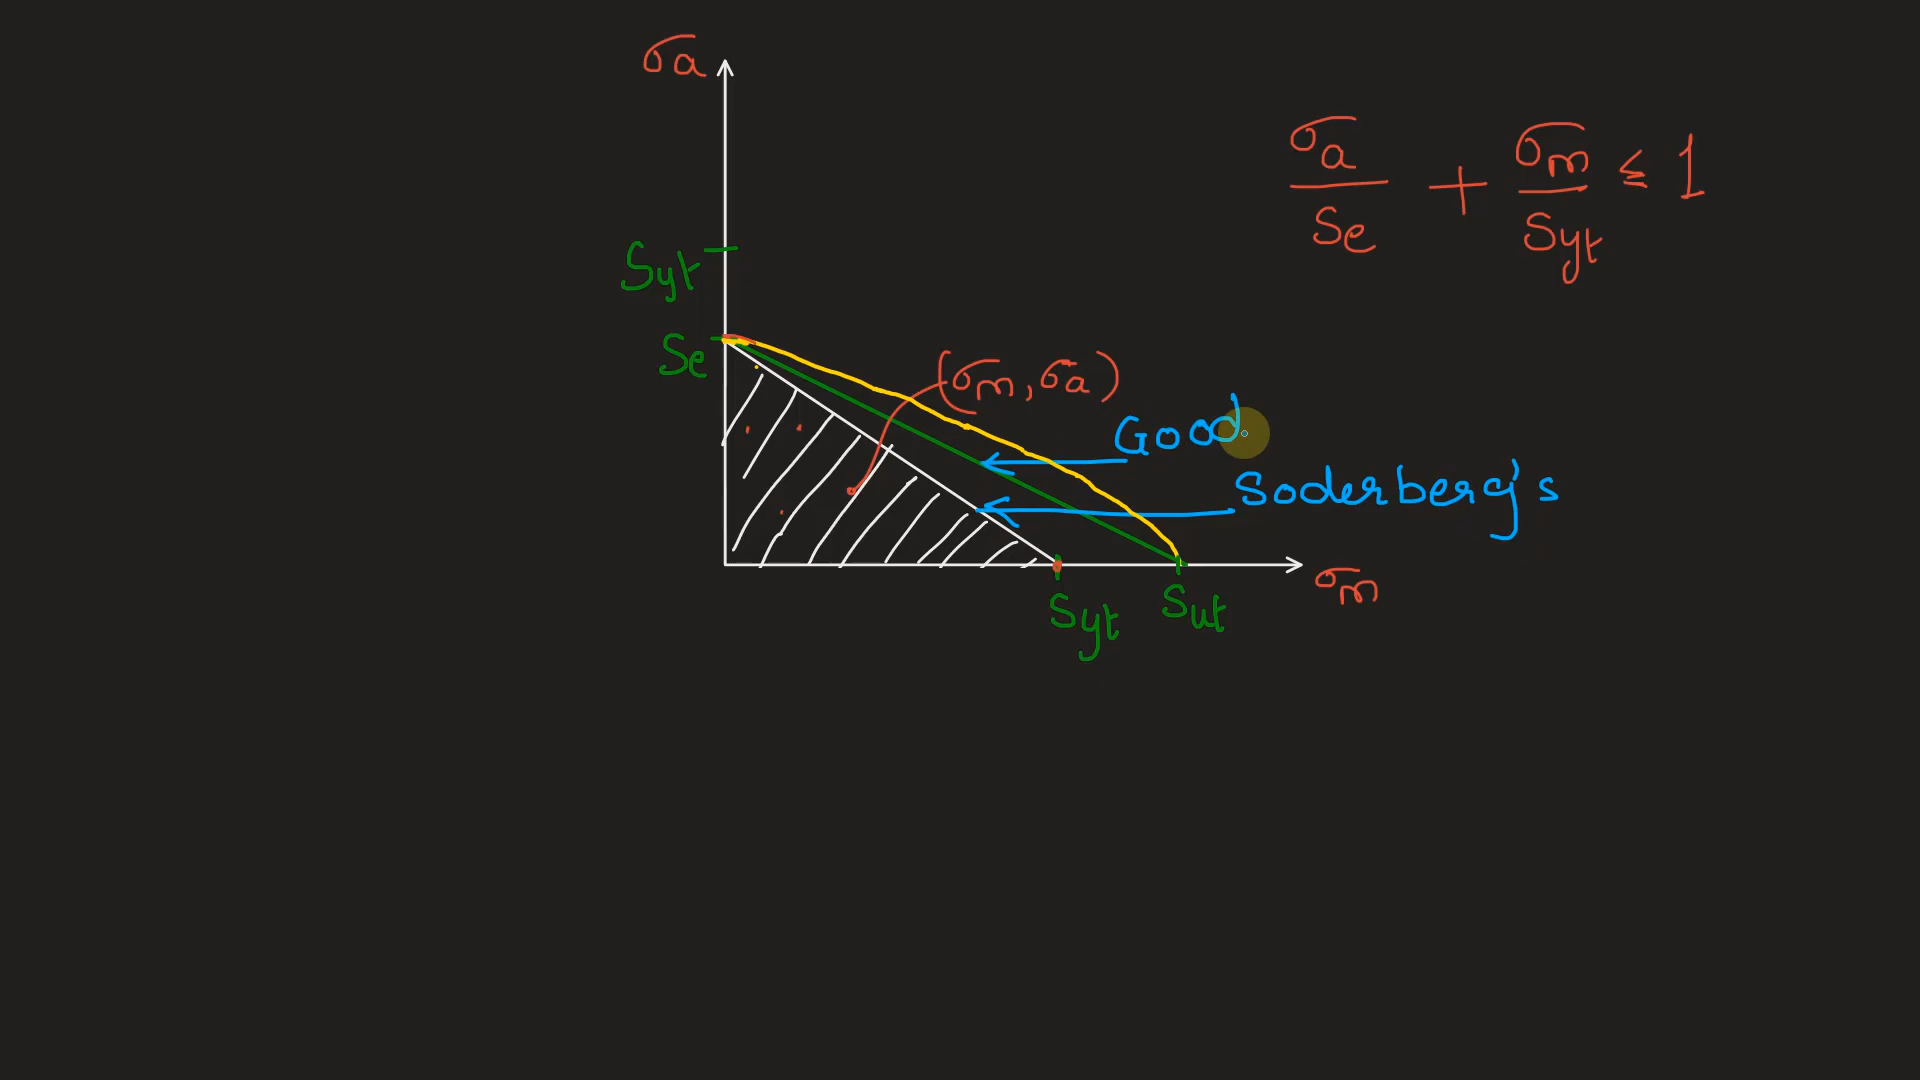 σa
σa/Se + σm/Syt ≤ 1
Syt
Se
(σm, σa)
Good
Soderberg's
σm
Syt
Sut